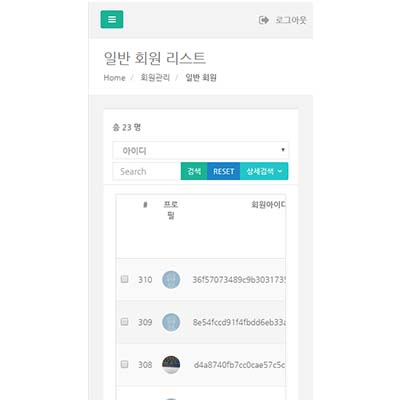 로그아웃
일반 회원 리스트
Home / 회원관리 / 일반 회원
총 23 명
아이디
Search 검색 RESET 상세검색
# 프로필 회원아이디
310 36f57073489c9b3031735
309 8e54fccd91f4fbdd6eb33a
308 d4a8740bfb7cc0cae57c5c